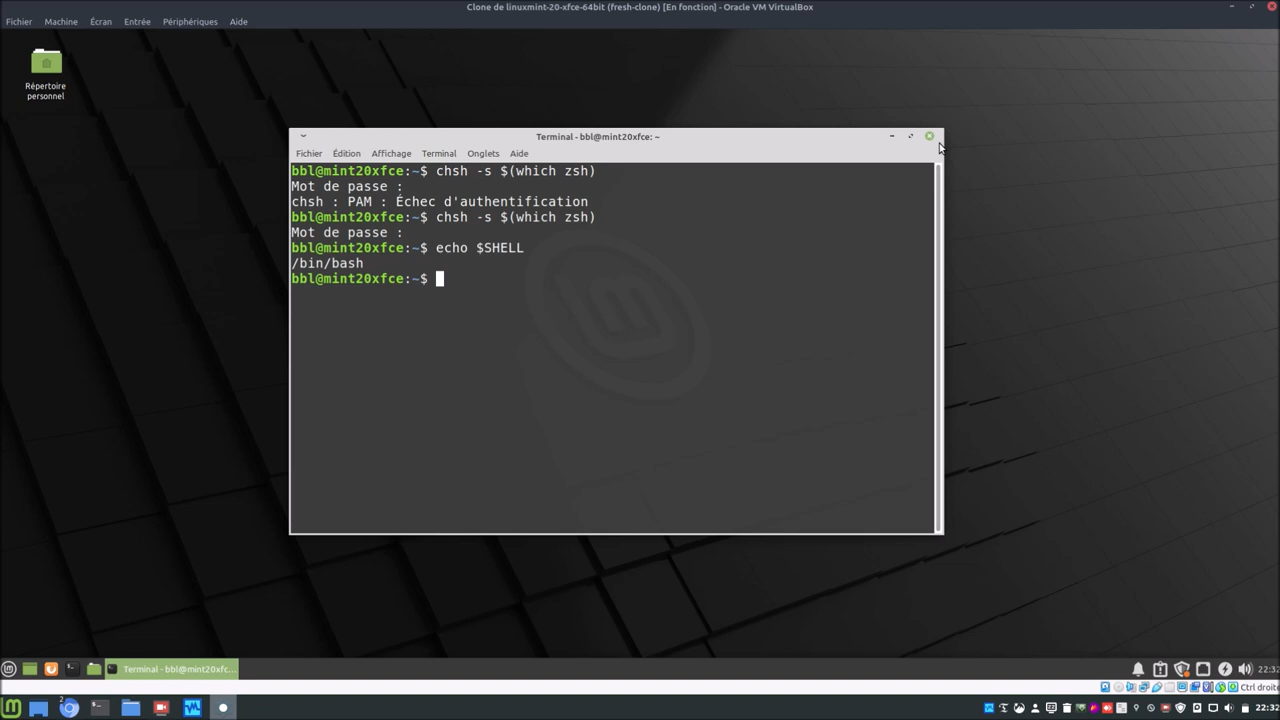 Clone de linuxmint-20-xfce-64bit (fresh-clone) [En fonction] - Oracle VM VirtualBox
Fichier Machine Écran Entrée Périphériques Aide
Répertoire
personnel
Terminal - bbl@mint20xfce: ~
Fichier Édition Affichage Terminal Onglets Aide
bbl@mint20xfce:~$ chsh -s $(which zsh)
Mot de passe :
chsh : PAM : Échec d'authentification
bbl@mint20xfce:~$ chsh -s $(which zsh)
Mot de passe :
bbl@mint20xfce:~$ echo $SHELL
/bin/bash
bbl@mint20xfce:~$
Terminal - bbl@mint20xfc...
22:32
Ctrl droite
2
22:32